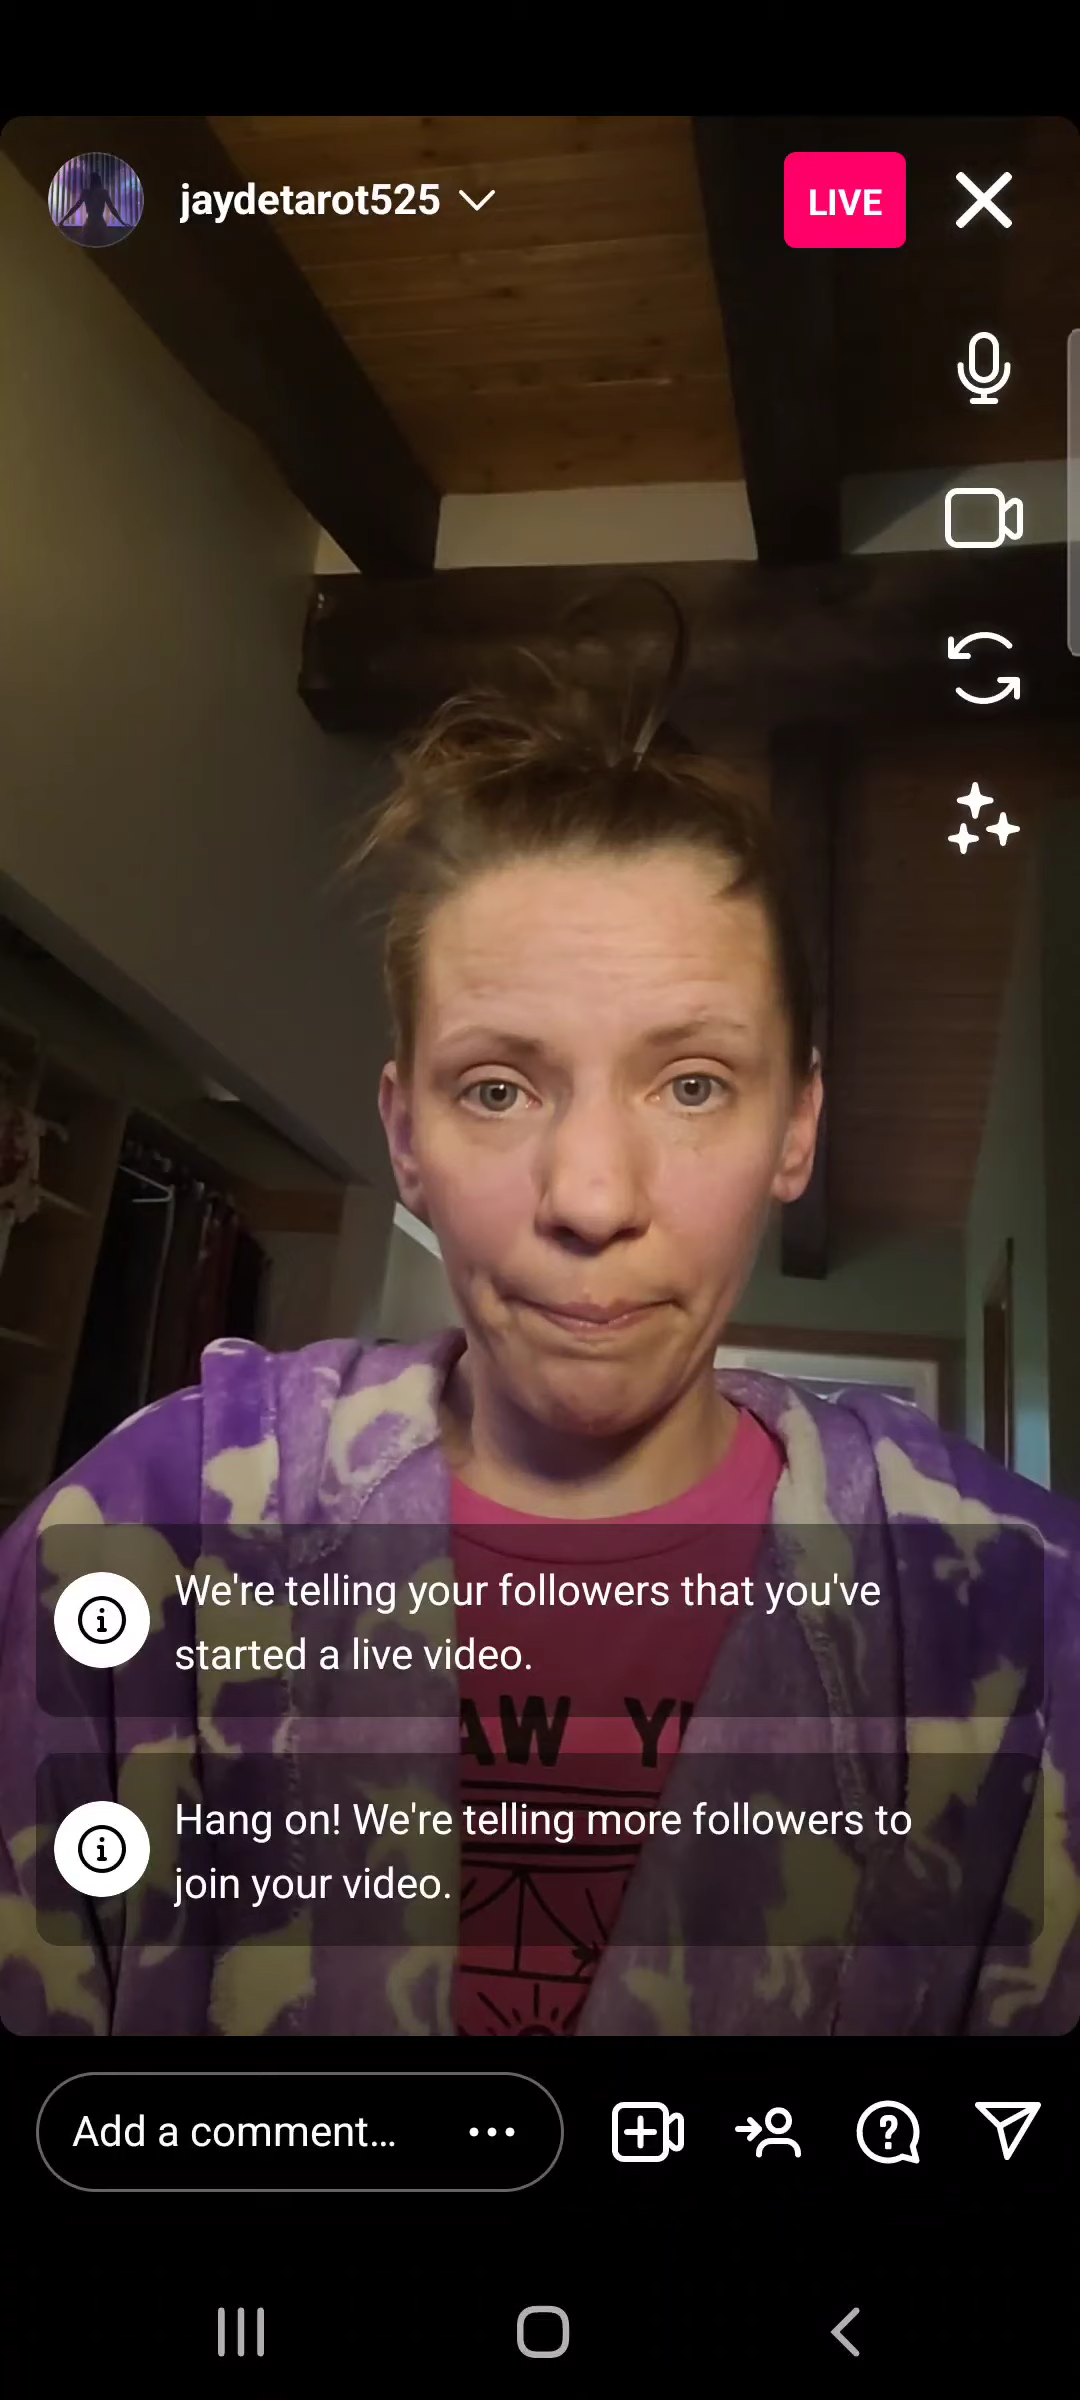 jaydetarot525
LIVE
We're telling your followers that you've
started a live video.
AW
Hang on! We're telling more followers to
join your video.
Add a comment...